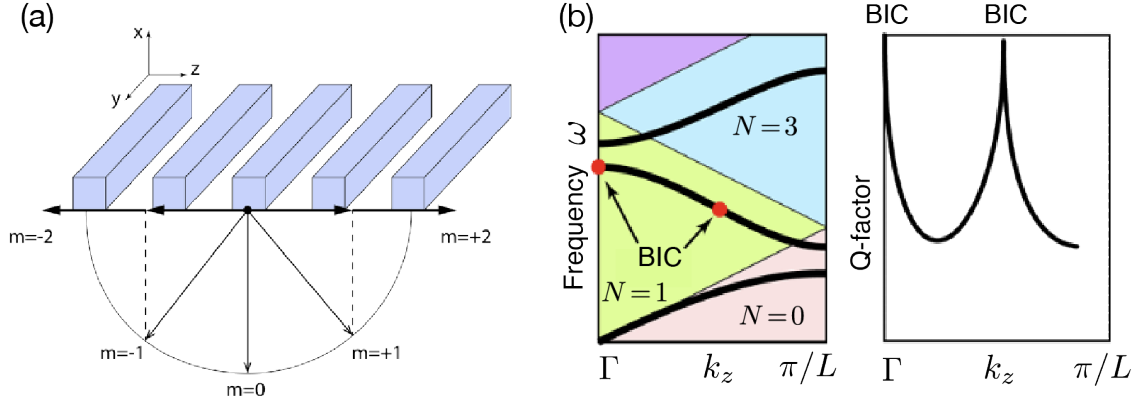 (a)
x
z
y
m=-2
m=+2
m=-1
m=+1
m=0
(b)
Frequency ω
N = 3
BIC
N = 1
N = 0
Γ
k_z
π/L
BIC
BIC
Q-factor
Γ
k_z
π/L